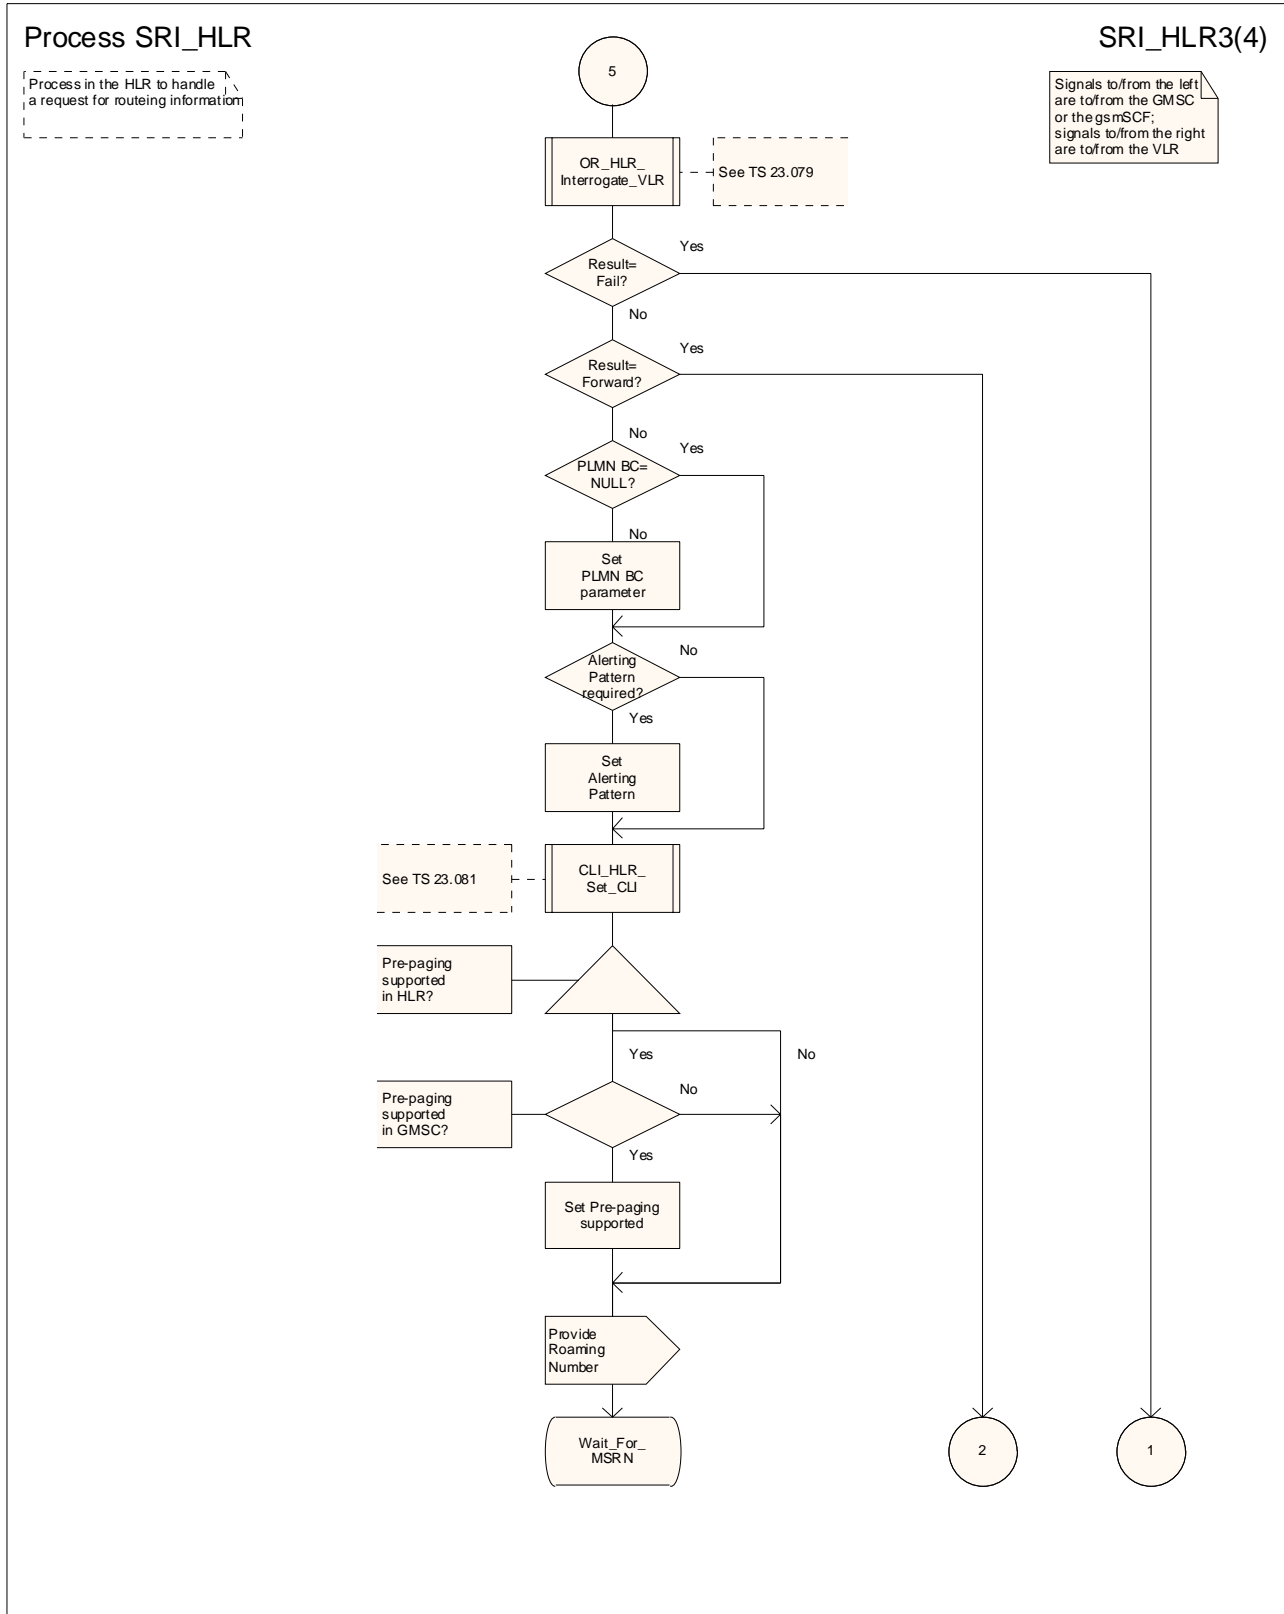 Process SRI_HLR
SRI_HLR3(4)
Process in the HLR to handle
a request for routeing information
Signals to/from the left
are to/from the GMSC
or the gsmSCF;
signals to/from the right
are to/from the VLR
5
OR_HLR_
Interrogate_VLR
See TS 23.079
Yes
Result=
Fail?
No
Yes
Result=
Forward?
No
Yes
PLMN BC=
NULL?
No
Set
PLMN BC
parameter
No
Alerting
Pattern
required?
Yes
Set
Alerting
Pattern
See TS 23.081
CLI_HLR_
Set_CLI
Pre-paging
supported
in HLR?
Yes
No
Pre-paging
supported
in GMSC?
No
Yes
Set Pre-paging
supported
Provide
Roaming
Number
Wait_For_
MSRN
2
1